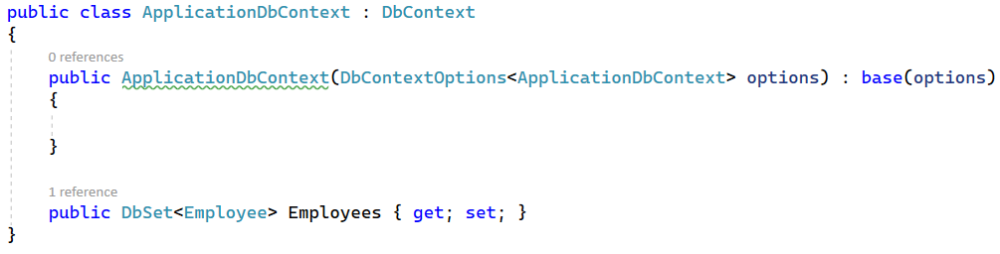 public class ApplicationDbContext : DbContext
{
0 references
public ApplicationDbContext(DbContextOptions<ApplicationDbContext> options) : base(options)
{
}
1 reference
public DbSet<Employee> Employees { get; set; }
}